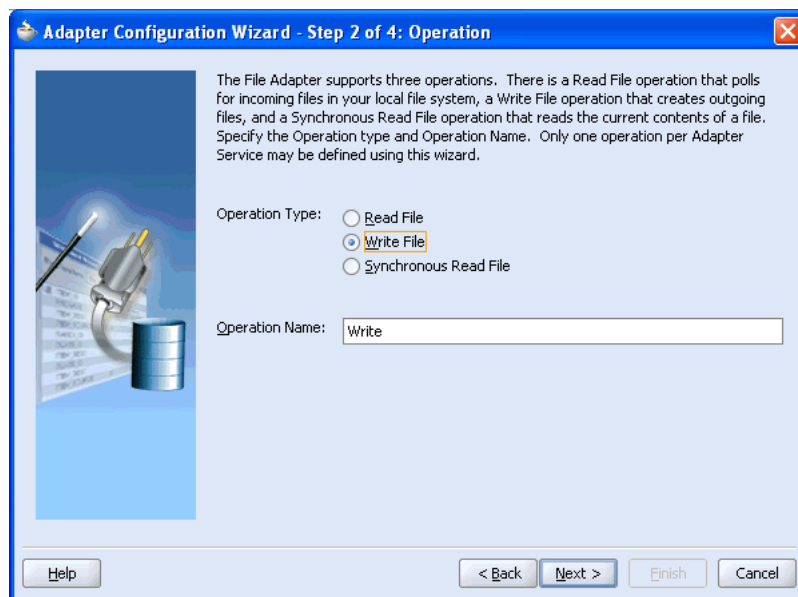 Adapter Configuration Wizard - Step 2 of 4: Operation
The File Adapter supports three operations. There is a Read File operation that polls
for incoming files in your local file system, a Write File operation that creates outgoing
files, and a Synchronous Read File operation that reads the current contents of a file.
Specify the Operation type and Operation Name. Only one operation per Adapter
Service may be defined using this wizard.
Operation Type:
Read File
Write File
Synchronous Read File
Operation Name: Write
Help < Back Next > Finish Cancel